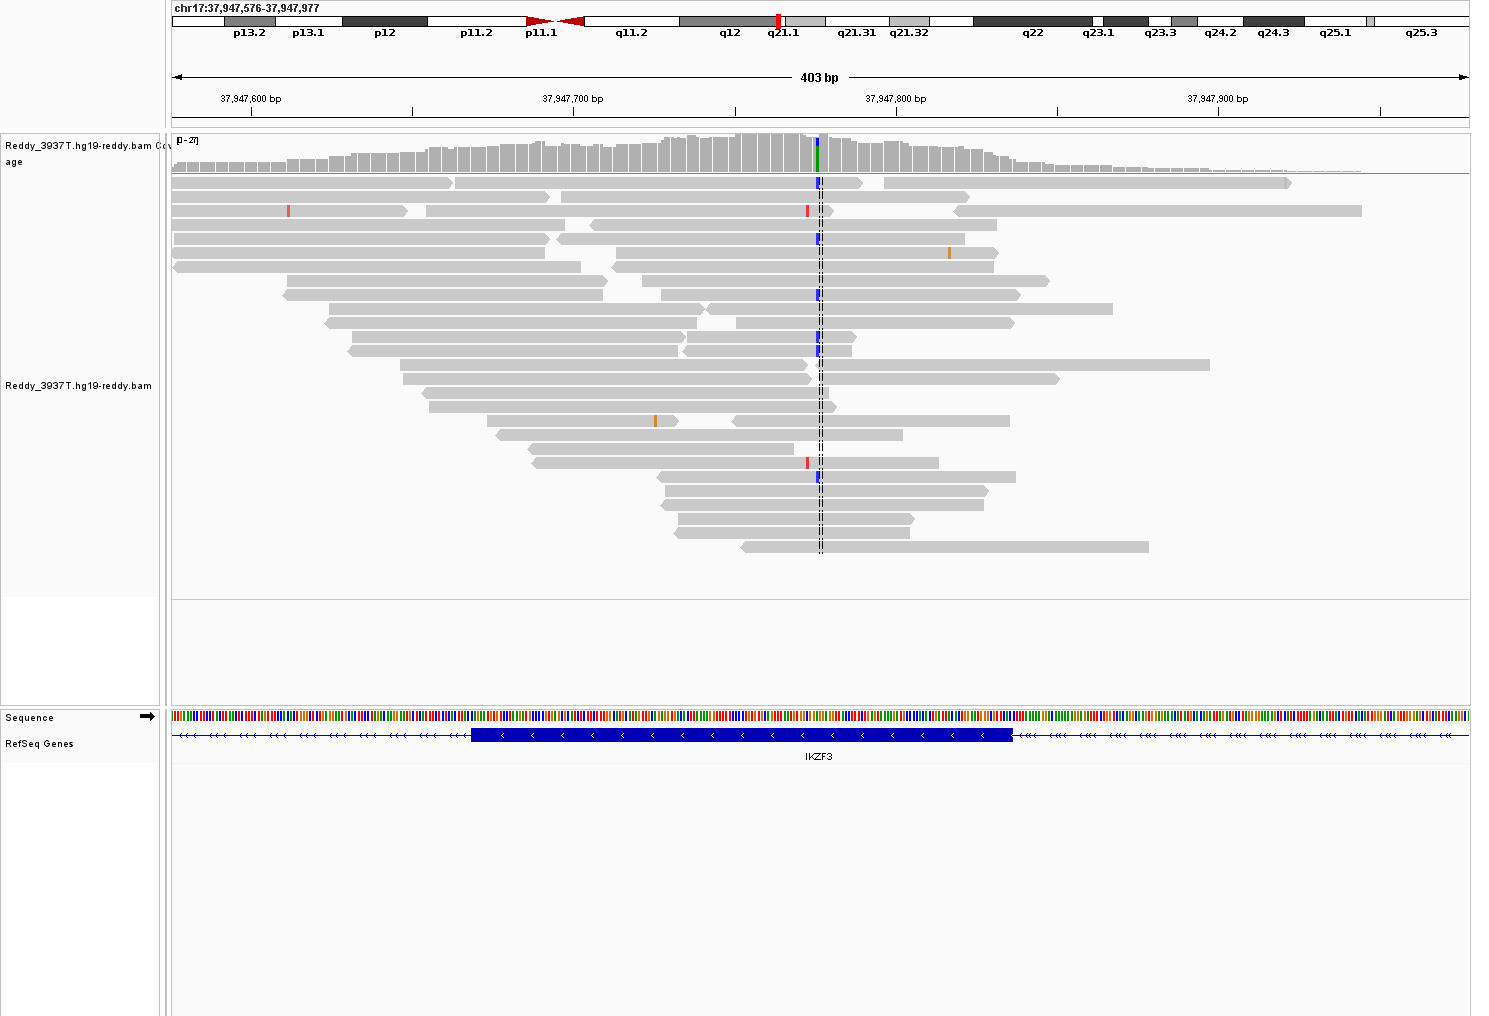 chr17:37,947,576-37,947,977
p13.2 p13.1 p12 p11.2 p11.1 q11.2 q12 q21.1 q21.31 q21.32 q22 q23.1 q23.3 q24.2 q24.3 q25.1 q25.3
403 bp
37,947,600 bp 37,947,700 bp 37,947,800 bp 37,947,900 bp
[0 - 27]
Reddy_3937T.hg19-reddy.bam Cov
age
Reddy_3937T.hg19-reddy.bam
Sequence
RefSeq Genes
IKZF3